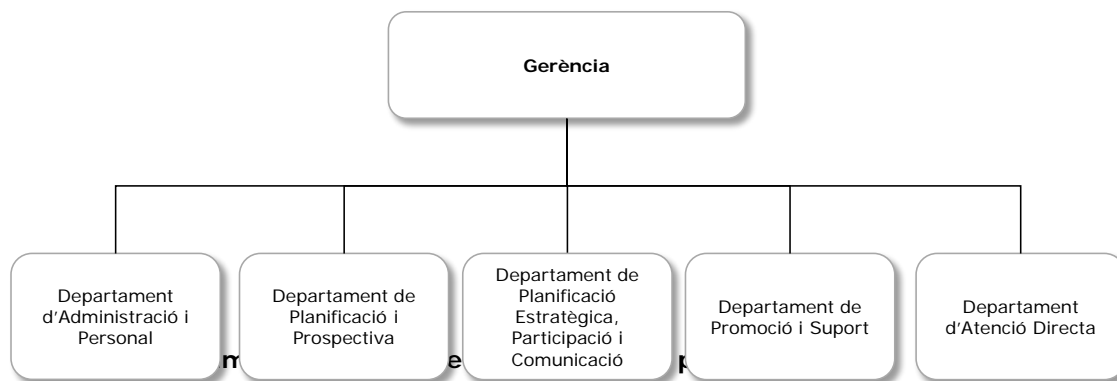 Gerència
Departament
d'Administració i
Personal
Departament de
Planificació i
Prospectiva
Departament de
Planificació
Estratègica,
Participació i
Comunicació
Departament de
Promoció i Suport
Departament
d'Atenció Directa